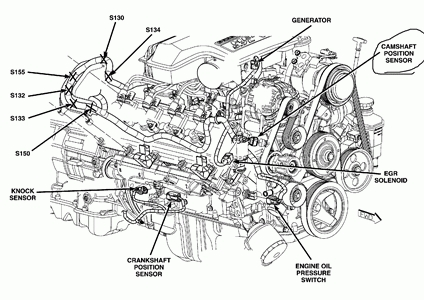 S130
S134
GENERATOR
CAMSHAFT
POSITION
SENSOR
S155
S132
S133
S150
EGR
SOLENOID
KNOCK
SENSOR
CRANKSHAFT
POSITION
SENSOR
ENGINE OIL
PRESSURE
SWITCH